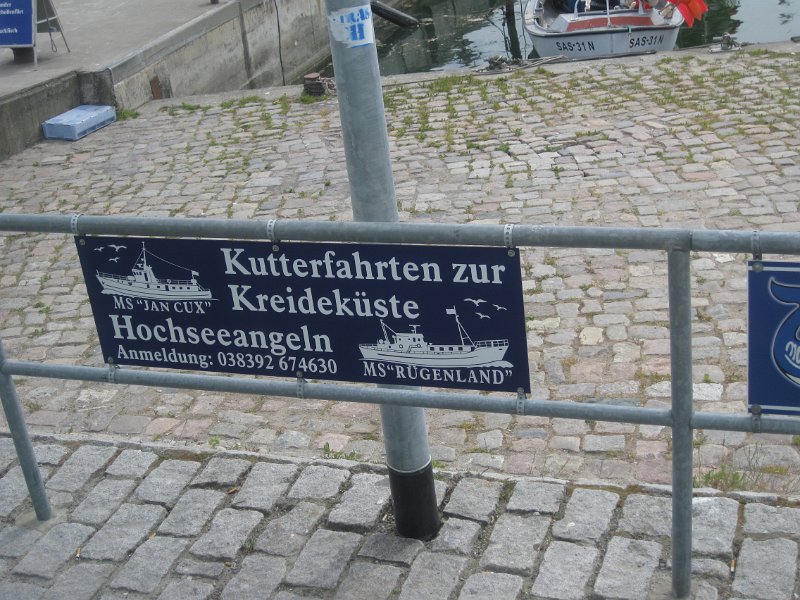 Kutterfahrten zur
Kreideküste
MS "JAN CUX"
Hochseeangeln
Anmeldung: 038392 674630
MS "RÜGENLAND"
SAS-31 N
SAS-31 N